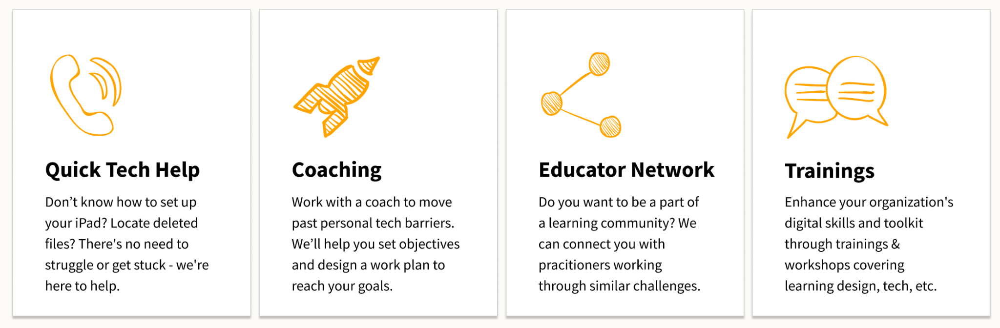 Quick Tech Help
Don’t know how to set up
your iPad? Locate deleted
files? There's no need to
struggle or get stuck - we're
here to help.
Coaching
Work with a coach to move
past personal tech barriers.
We’ll help you set objectives
and design a work plan to
reach your goals.
Educator Network
Do you want to be a part of
a learning community? We
can connect you with
pracitioners working
through similar challenges.
Trainings
Enhance your organization's
digital skills and toolkit
through trainings &
workshops covering
learning design, tech, etc.